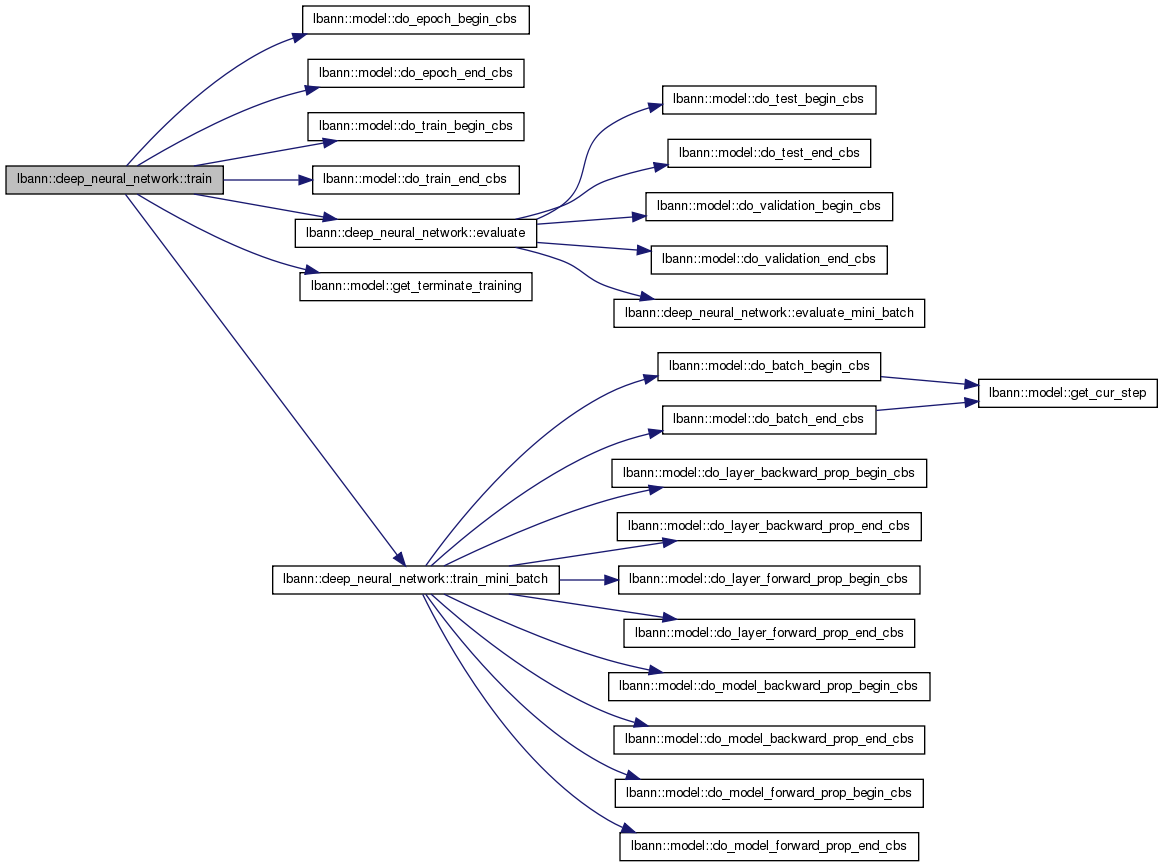 lbann::model::do_epoch_begin_cbs
lbann::model::do_epoch_end_cbs
lbann::model::do_train_begin_cbs
lbann::deep_neural_network::train
lbann::model::do_train_end_cbs
lbann::deep_neural_network::evaluate
lbann::model::get_terminate_training
lbann::model::do_test_begin_cbs
lbann::model::do_test_end_cbs
lbann::model::do_validation_begin_cbs
lbann::model::do_validation_end_cbs
lbann::deep_neural_network::evaluate_mini_batch
lbann::deep_neural_network::train_mini_batch
lbann::model::do_batch_begin_cbs
lbann::model::do_batch_end_cbs
lbann::model::get_cur_step
lbann::model::do_layer_backward_prop_begin_cbs
lbann::model::do_layer_backward_prop_end_cbs
lbann::model::do_layer_forward_prop_begin_cbs
lbann::model::do_layer_forward_prop_end_cbs
lbann::model::do_model_backward_prop_begin_cbs
lbann::model::do_model_backward_prop_end_cbs
lbann::model::do_model_forward_prop_begin_cbs
lbann::model::do_model_forward_prop_end_cbs